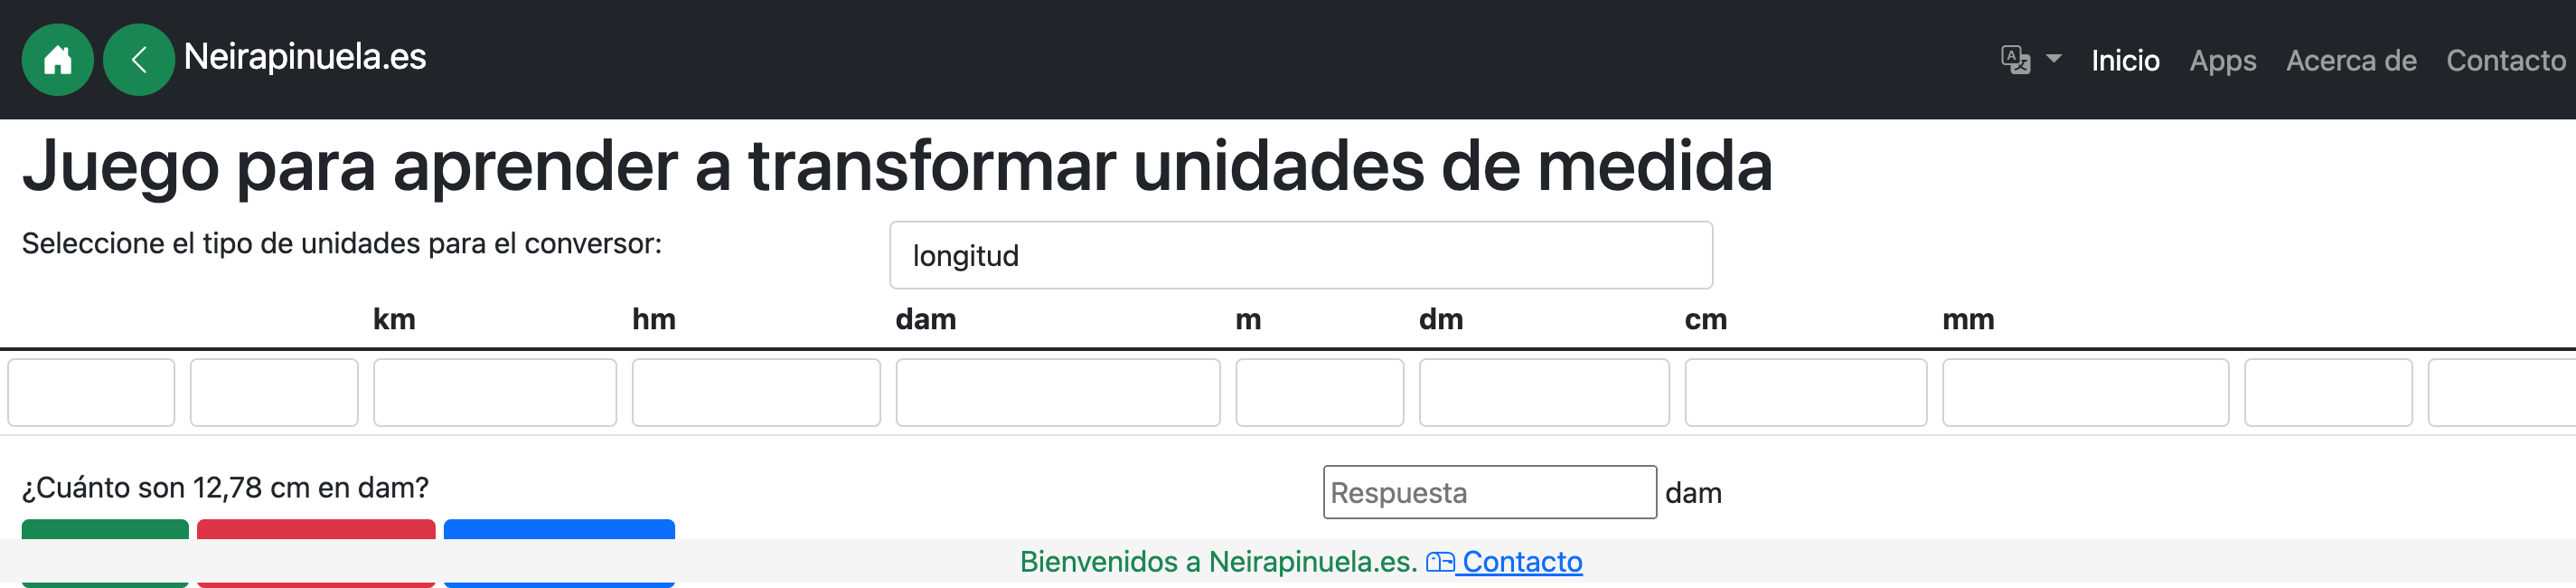 Neirapinuela.es Inicio Apps Acerca de Contacto
Juego para aprender a transformar unidades de medida
Seleccione el tipo de unidades para el conversor: longitud
km hm dam m dm cm mm
¿Cuánto son 12,78 cm en dam? Respuesta dam
Bienvenidos a Neirapinuela.es. Contacto